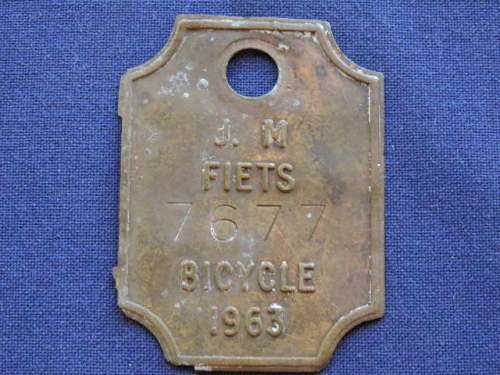 J. M
FIETS
7677
BICYCLE
1963